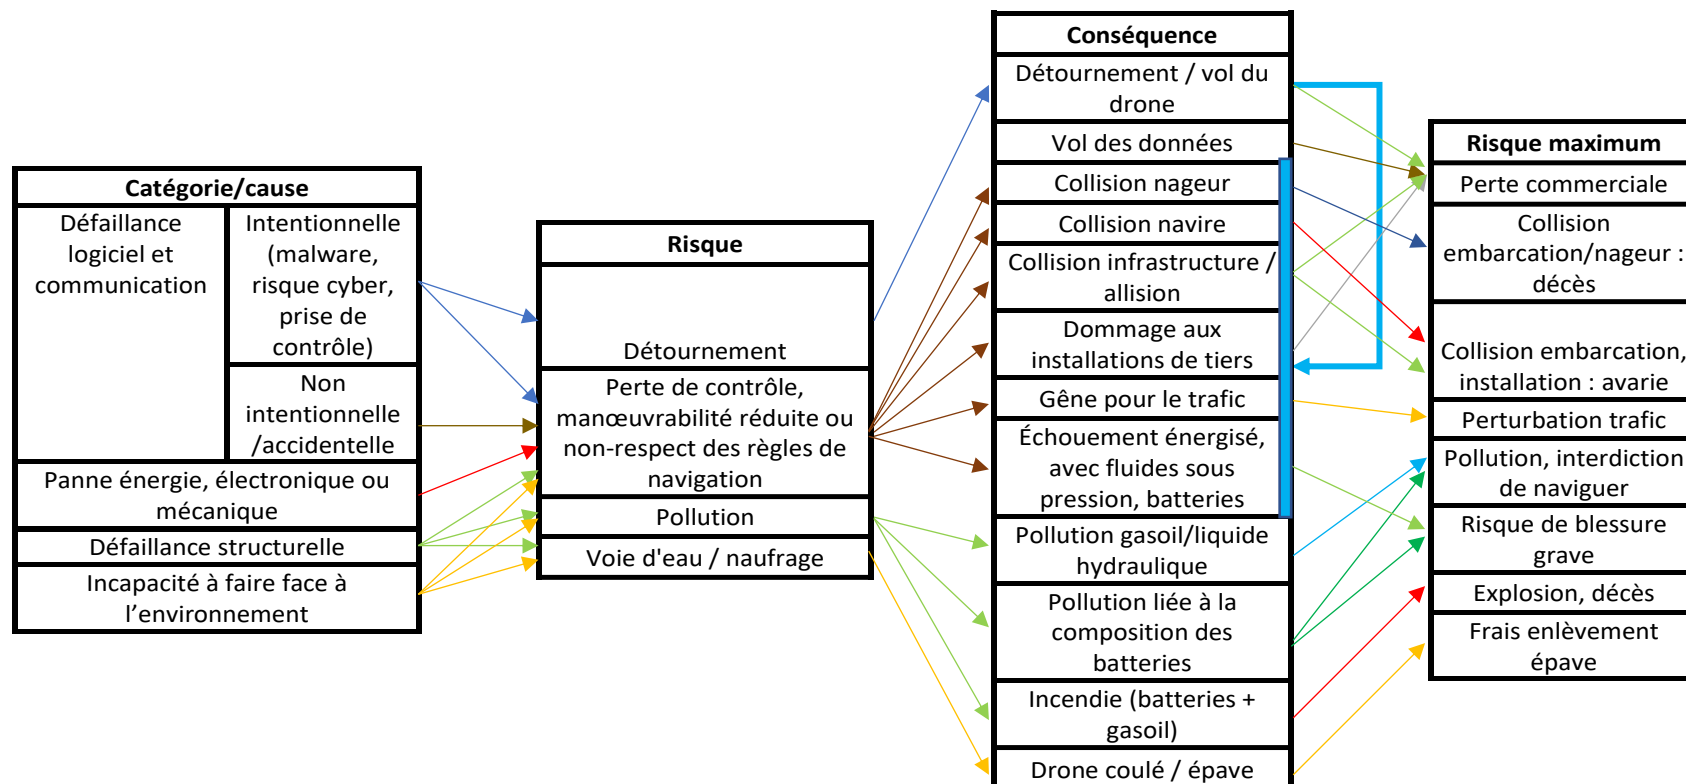 Catégorie/cause
Défaillance
logiciel et
communication
Intentionnelle
(malware,
risque cyber,
prise de
contrôle)
Non
intentionnelle
/accidentelle
Panne énergie, électronique ou
mécanique
Défaillance structurelle
Incapacité à faire face à
l’environnement
Risque
Détournement
Perte de contrôle,
manœuvrabilité réduite ou
non-respect des règles de
navigation
Pollution
Voie d'eau / naufrage
Conséquence
Détournement / vol du
drone
Vol des données
Collision nageur
Collision navire
Collision infrastructure /
allision
Dommage aux
installations de tiers
Gêne pour le trafic
Échouement énergisé,
avec fluides sous
pression, batteries
Pollution gasoil/liquide
hydraulique
Pollution liée à la
composition des
batteries
Incendie (batteries +
gasoil)
Drone coulé / épave
Risque maximum
Perte commerciale
Collision
embarcation/nageur :
décès
Collision embarcation,
installation : avarie
Perturbation trafic
Pollution, interdiction
de naviguer
Risque de blessure
grave
Explosion, décès
Frais enlèvement
épave